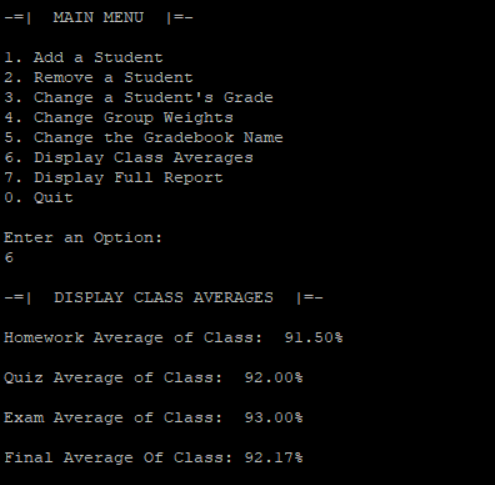 -=|  MAIN MENU  |=-
1. Add a Student
2. Remove a Student
3. Change a Student's Grade
4. Change Group Weights
5. Change the Gradebook Name
6. Display Class Averages
7. Display Full Report
0. Quit
Enter an Option:
6
-=|  DISPLAY CLASS AVERAGES  |=-
Homework Average of Class:  91.50%
Quiz Average of Class:  92.00%
Exam Average of Class:  93.00%
Final Average Of Class: 92.17%